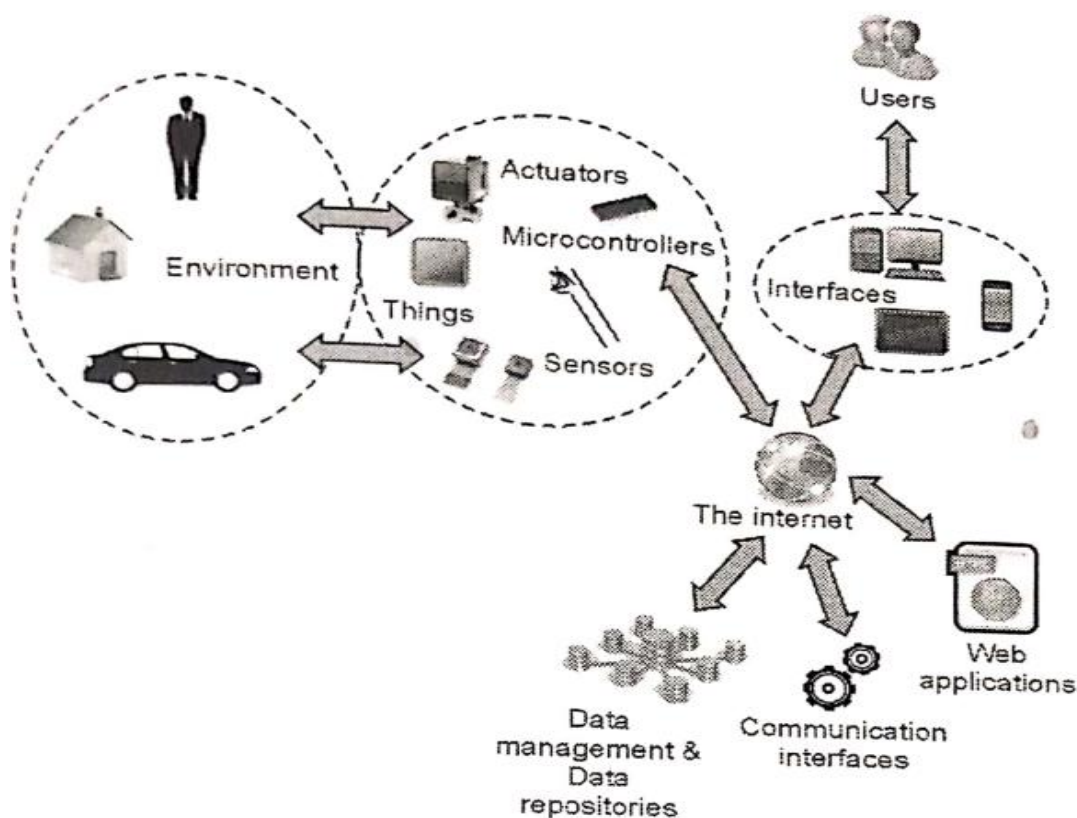 Users
Actuators
Microcontrollers
Environment
Interfaces
Things
Sensors
The internet
Web
applications
Data
management &
Data
repositories
Communication
interfaces